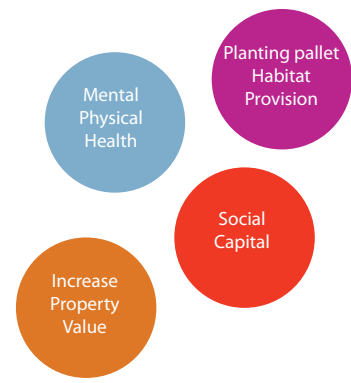 Planting pallet
Habitat
Provision
Mental
Physical
Health
Social
Capital
Increase
Property
Value